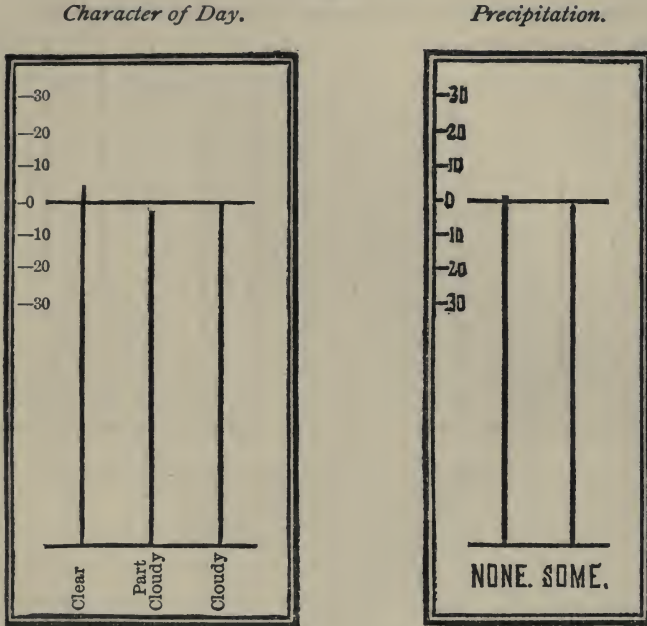 Character of Day.
—30
—20
—10
—0
—10
—20
—30
Clear
Part
Cloudy
Cloudy
Precipitation.
—30
—20
—10
—0
—10
—20
—30
NONE. SOME.